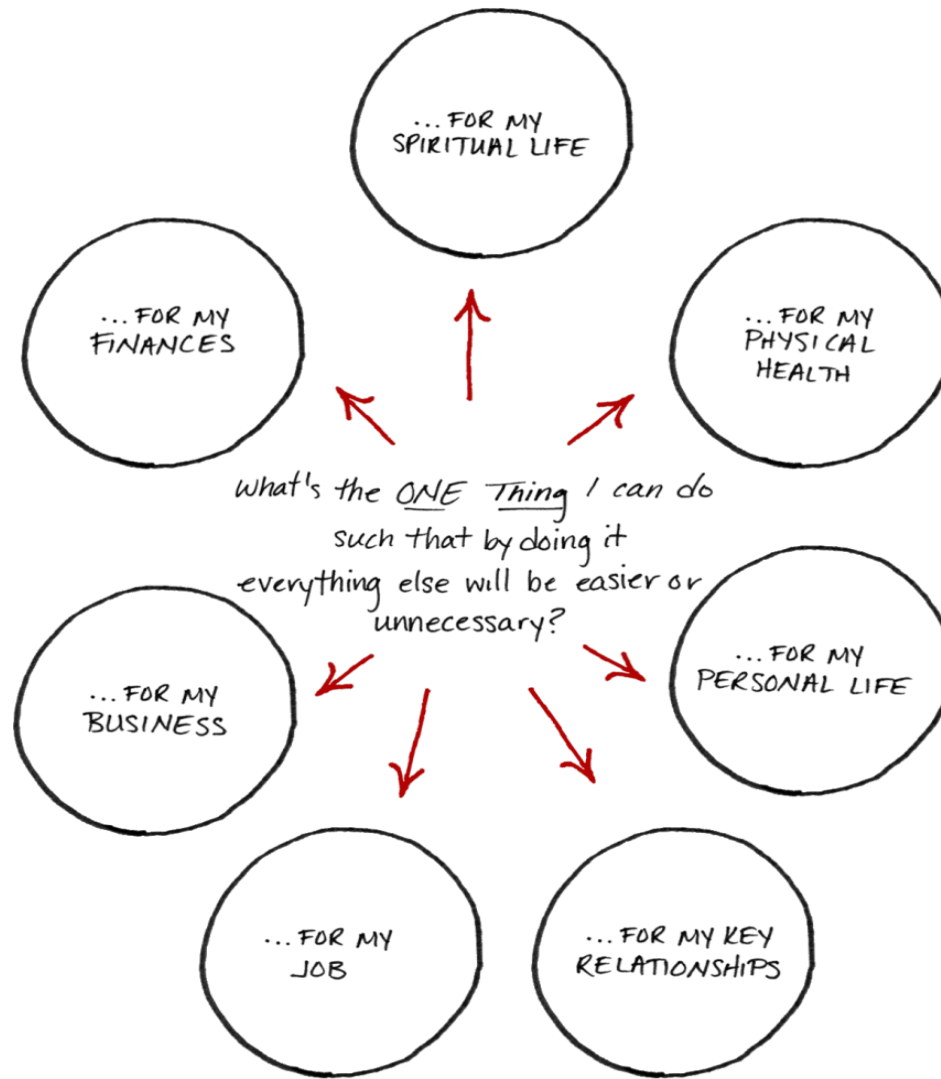 ...FOR MY
SPIRITUAL LIFE
...FOR MY
FINANCES
...FOR MY
PHYSICAL
HEALTH
what's the ONE Thing I can do
such that by doing it
everything else will be easier or
unnecessary?
...FOR MY
BUSINESS
...FOR MY
PERSONAL LIFE
...FOR MY
JOB
...FOR MY KEY
RELATIONSHIPS